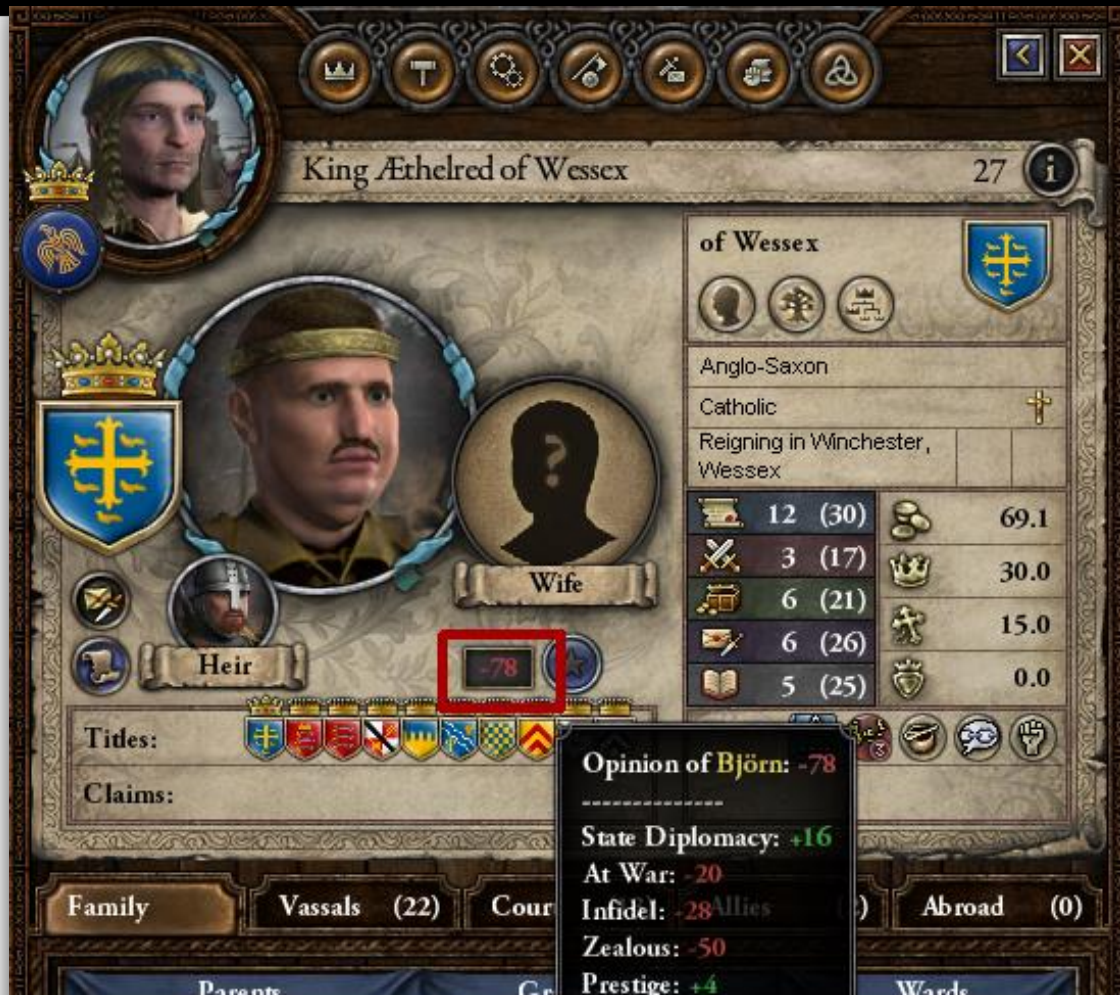 King Æthelred of Wessex 27
of Wessex
Anglo-Saxon
Catholic
Reigning in Winchester,
Wessex
12 (30) 69.1
3 (17) 30.0
6 (21) 15.0
6 (26)
5 (25) 0.0
Wife
Heir
-78
Titles:
Claims:
Opinion of Björn: -78
--------------
State Diplomacy: +16
At War: -20
Infidel: -28
Zealous: -50
Prestige: +4
Family
Vassals (22)
Allies
Abroad (0)
Parents
Wards